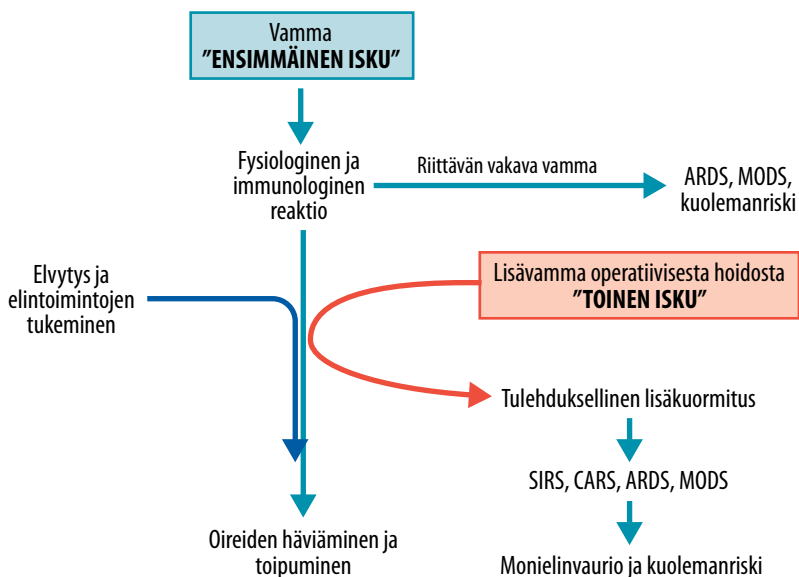 Vamma
”ENSIMMÄINEN ISKU”
Fysiologinen ja
immunologinen
reaktio
Riittävän vakava vamma
ARDS, MODS,
kuolemanriski
Elvytys ja
elintoimintojen
tukeminen
Lisävamma operatiivisesta hoidosta
”TOINEN ISKU”
Tulehduksellinen lisäkuormitus
SIRS, CARS, ARDS, MODS
Oireiden häviäminen ja
toipuminen
Monielinvaurio ja kuolemanriski